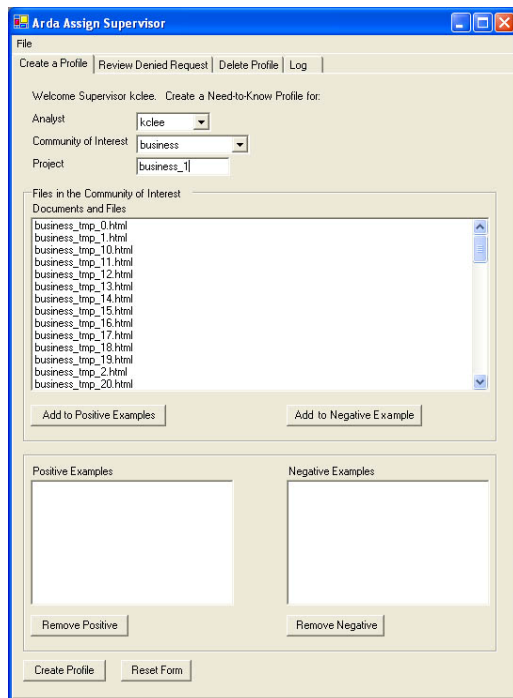 Arda Assign Supervisor
File
Create a Profile Review Denied Request Delete Profile Log
Welcome Supervisor kclee. Create a Need-to-Know Profile for:
Analyst kclee
Community of Interest business
Project business_1
Files in the Community of Interest
Documents and Files
business_tmp_0.html
business_tmp_1.html
business_tmp_10.html
business_tmp_11.html
business_tmp_12.html
business_tmp_13.html
business_tmp_14.html
business_tmp_15.html
business_tmp_16.html
business_tmp_17.html
business_tmp_18.html
business_tmp_19.html
business_tmp_2.html
business_tmp_20.html
Add to Positive Examples Add to Negative Example
Positive Examples Negative Examples
Remove Positive Remove Negative
Create Profile Reset Form